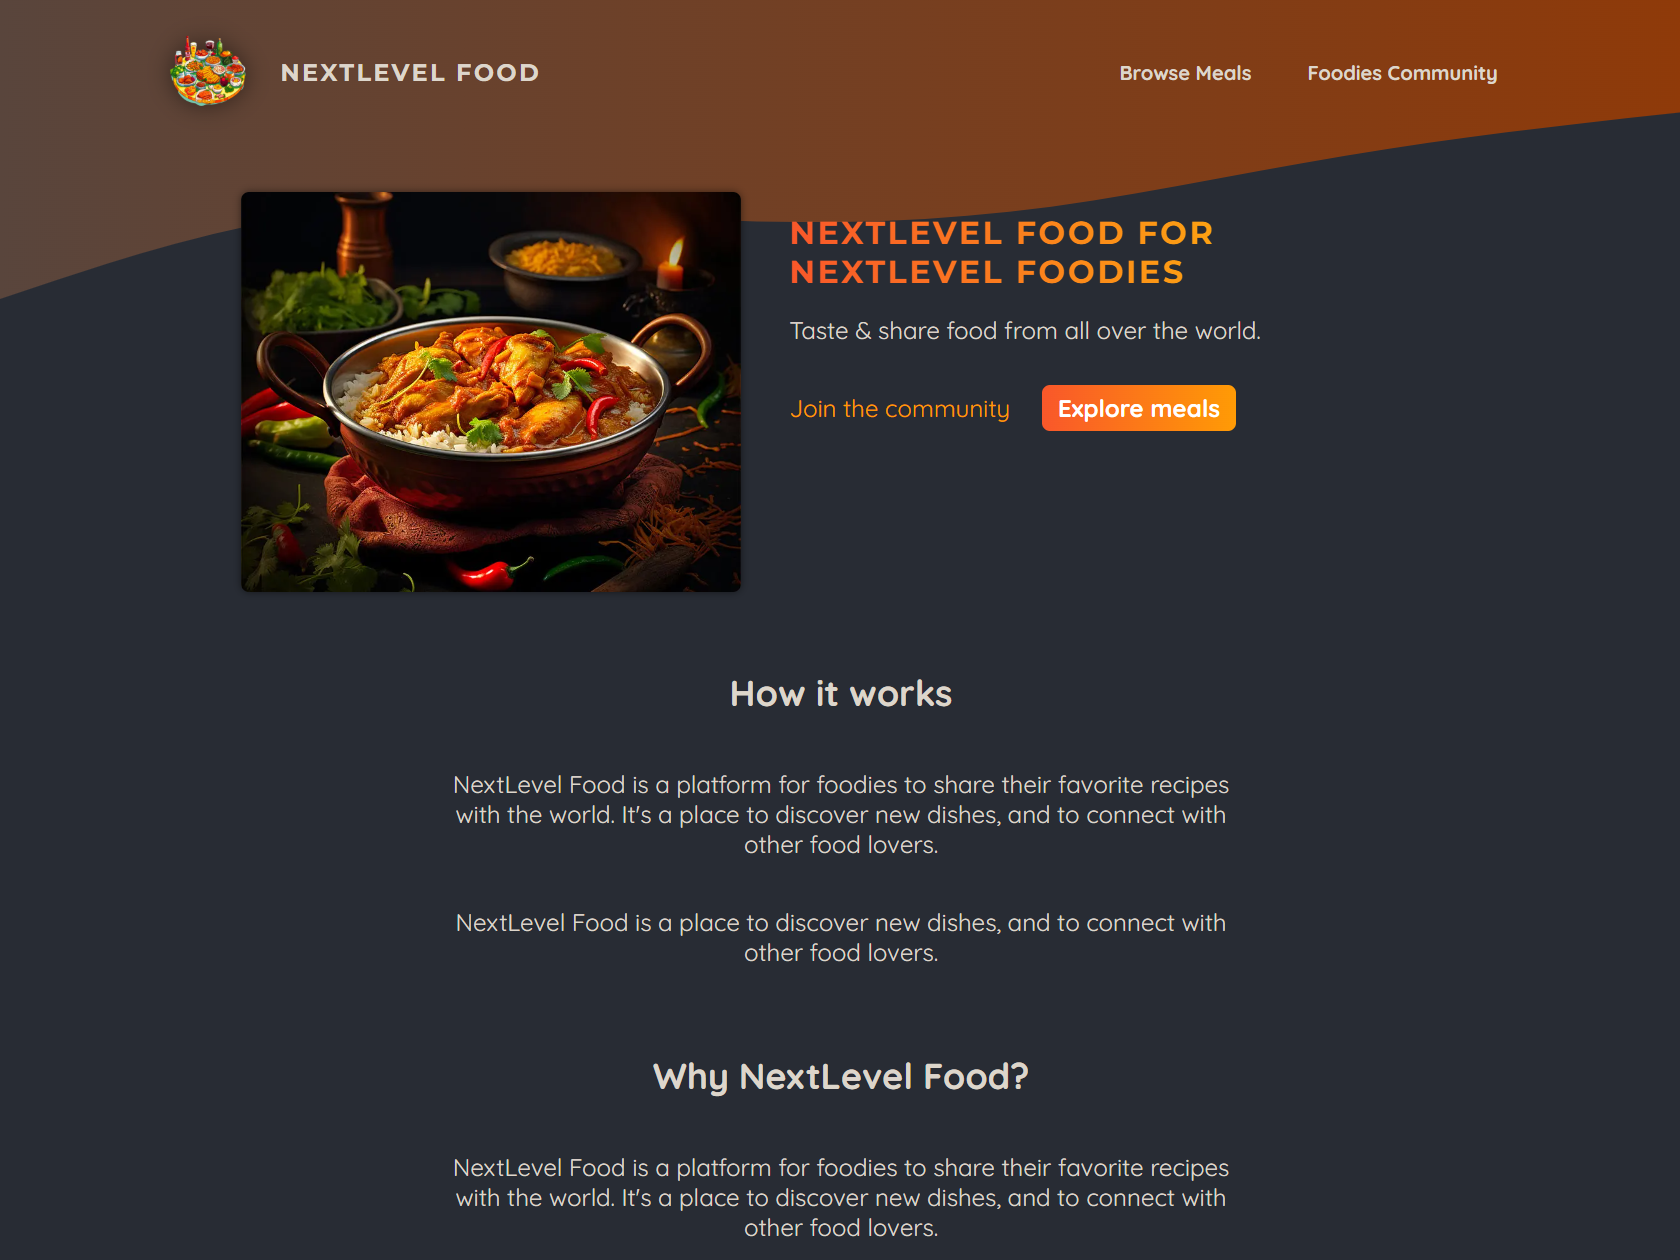 NEXTLEVEL FOOD
Browse Meals
Foodies Community
NEXTLEVEL FOOD FOR
NEXTLEVEL FOODIES
Taste & share food from all over the world.
Join the community
Explore meals
How it works
NextLevel Food is a platform for foodies to share their favorite recipes
with the world. It's a place to discover new dishes, and to connect with
other food lovers.
NextLevel Food is a place to discover new dishes, and to connect with
other food lovers.
Why NextLevel Food?
NextLevel Food is a platform for foodies to share their favorite recipes
with the world. It's a place to discover new dishes, and to connect with
other food lovers.